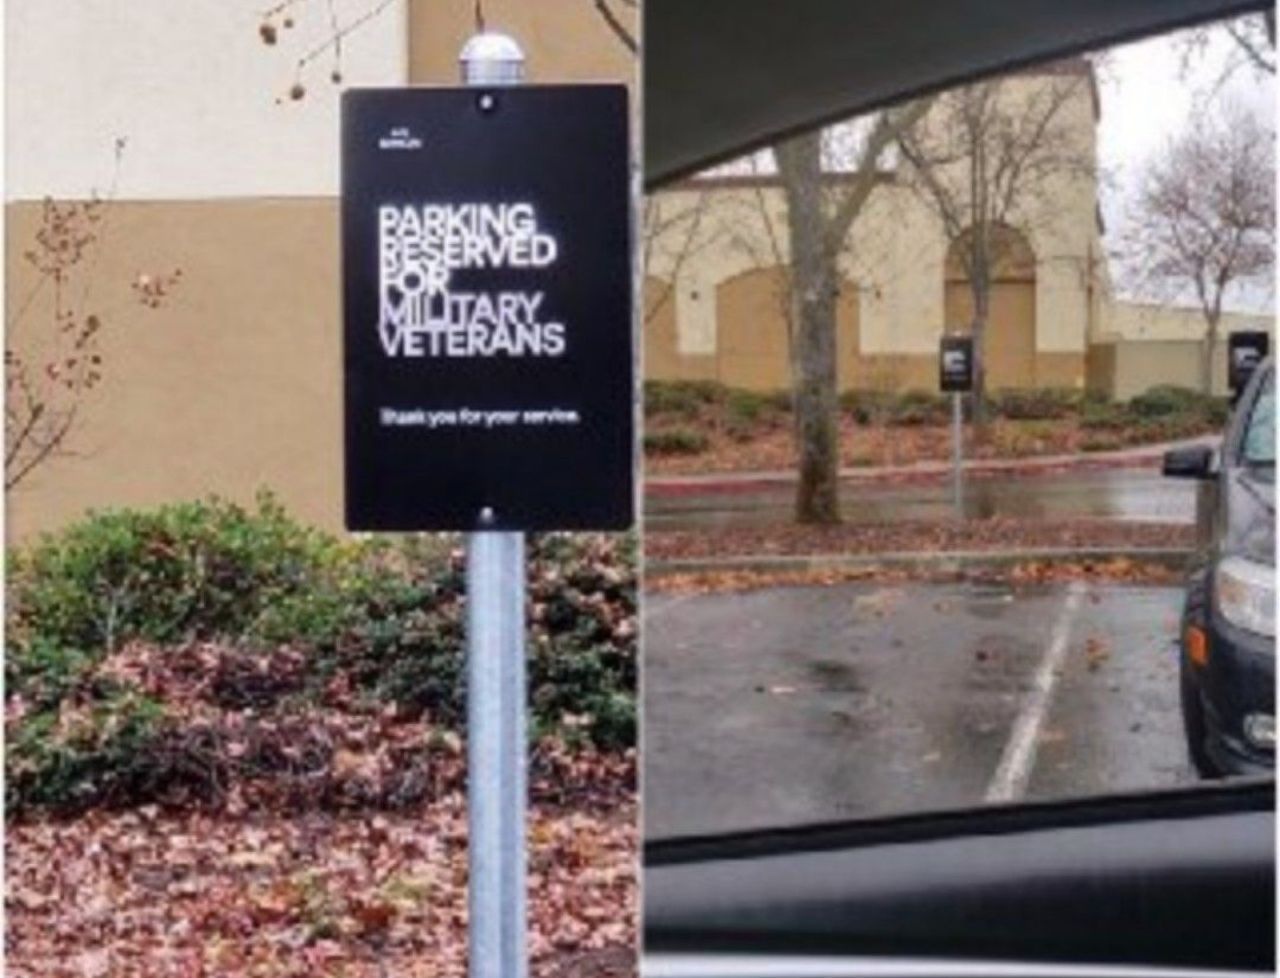 PARKING
RESERVED
FOR
MILITARY
VETERANS
Thank you for your service.